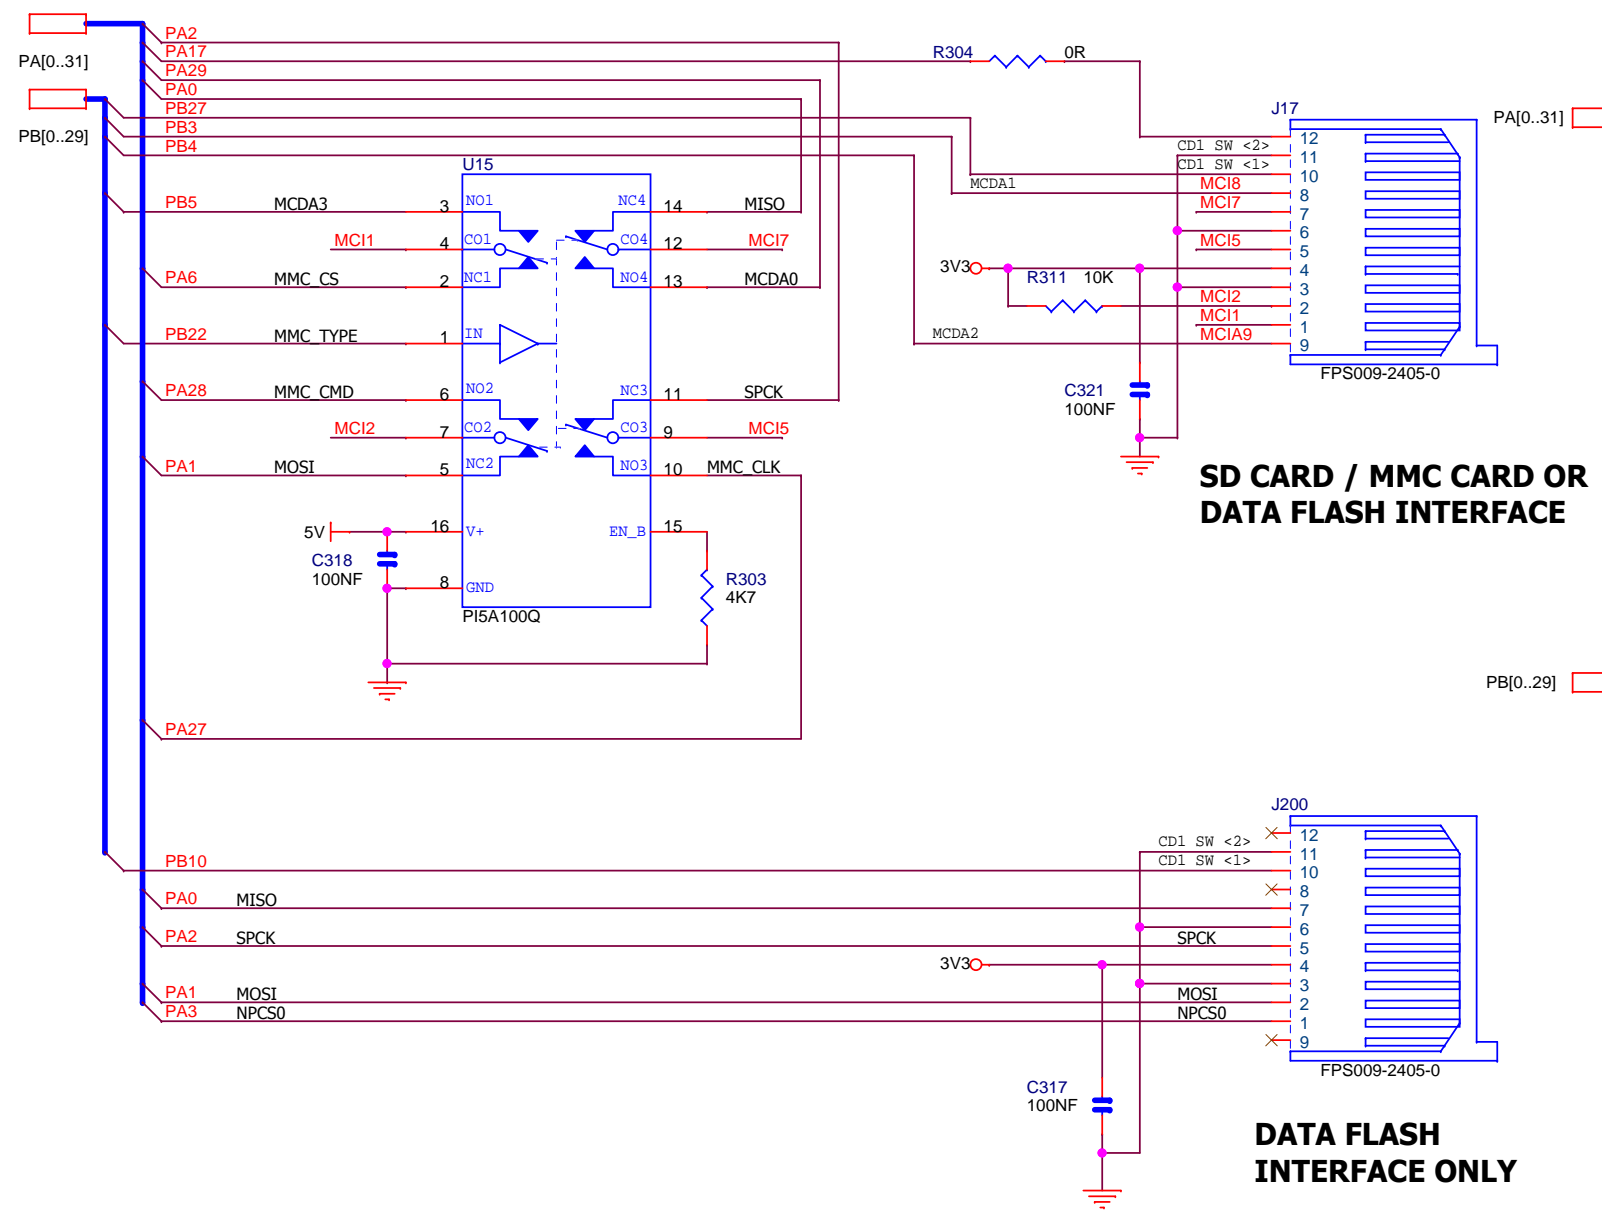 PA[0..31]
PB[0..29]
PA2
PA17
PA29
PA0
PB27
PB3
PB4
R304 0R
J17
PA[0..31]
U15
PB5 MCDA3 3 NO1 NC4 14 MISO
MCI1 4 CO1 CO4 12 MCI7
PA6 MMC_CS 2 NC1 NO4 13 MCDA0
PB22 MMC_TYPE 1 IN
PA28 MMC_CMD 6 NO2 NC3 11 SPCK
MCI2 7 CO2 CO3 9 MCI5
PA1 MOSI 5 NC2 NO3 10 MMC_CLK
5V 16 V+ EN_B 15
C318
100NF
8 GND
R303
4K7
PI5A100Q
PA27
12
CD1 SW <2> 11
CD1 SW <1> 10
MCDA1 MCI8 8
MCI7 7
6
MCI5 5
3V3 4
R311 10K
3
MCI2 2
MCI1 1
MCDA2 MCIA9 9
FPS009-2405-0
C321
100NF
SD CARD / MMC CARD OR
DATA FLASH INTERFACE
PB[0..29]
J200
12
CD1 SW <2> 11
PB10 CD1 SW <1> 10
8
PA0 MISO 7
6
PA2 SPCK SPCK 5
3V3 4
3
PA1 MOSI MOSI 2
PA3 NPCS0 NPCS0 1
9
FPS009-2405-0
C317
100NF
DATA FLASH
INTERFACE ONLY